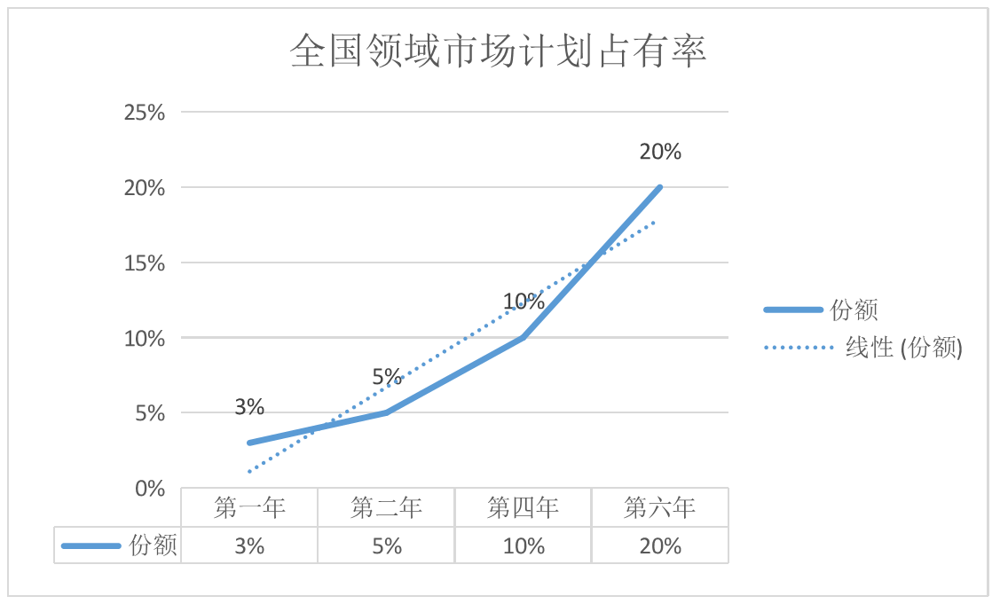 全国领域市场计划占有率
25%
20%
20%
15%
10%
10%
5%
5%
3%
0%
份额
线性 (份额)
第一年 第二年 第四年 第六年
份额 3% 5% 10% 20%